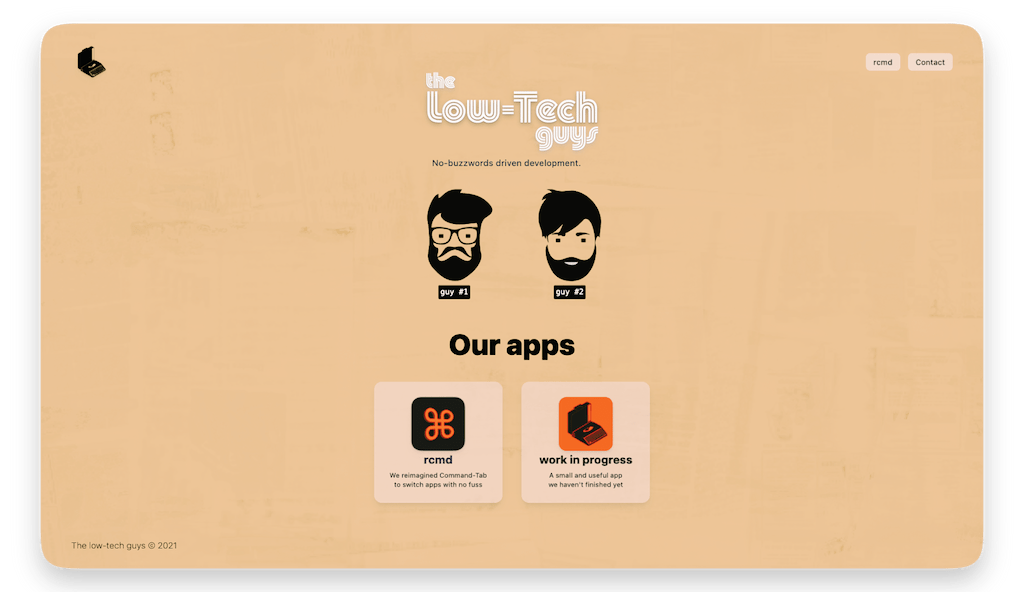 rcmd
Contact
the
Low-Tech
guys
No-buzzwords driven development.
guy #1
guy #2
Our apps
rcmd
We reimagined Command-Tab
to switch apps with no fuss
work in progress
A small and useful app
we haven't finished yet
The low-tech guys © 2021